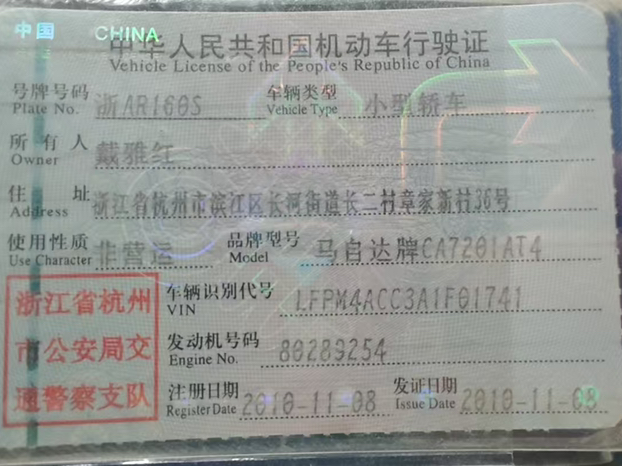 中国 CHINA
中华人民共和国机动车行驶证
Vehicle License of the People's Republic of China
号牌号码 浙AR160S 车辆类型 小型轿车
Plate No. Vehicle Type
所有人 戴雅红
Owner
住址 浙江省杭州市滨江区长河街道长二村章家新村36号
Address
使用性质 非营运 品牌型号 马自达牌CA7201AT4
Use Character Model
浙江省杭州
市公安局交
通警察支队
车辆识别代号 LFPM4ACC3A1F01741
VIN
发动机号码 80289254
Engine No.
注册日期 2010-11-08 发证日期 2010-11-08
Register Date Issue Date